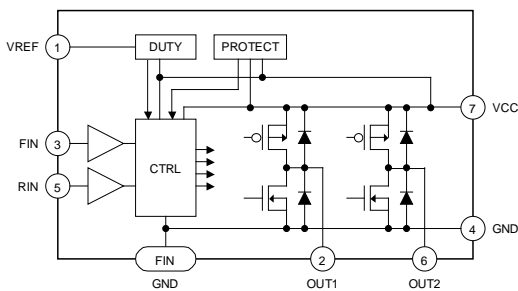 VREF 1 DUTY PROTECT
7 VCC
FIN 3
CTRL
RIN 5
4 GND
FIN 2 6
GND OUT1 OUT2